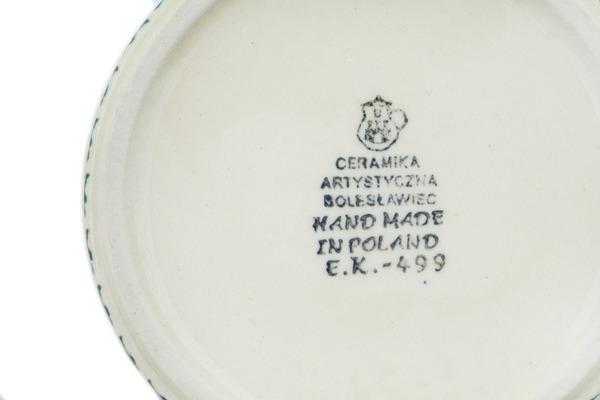 CERAMIKA
ARTYSTYCZNA
BOLESŁAWIEC
HAND MADE
IN POLAND
E.K.-499